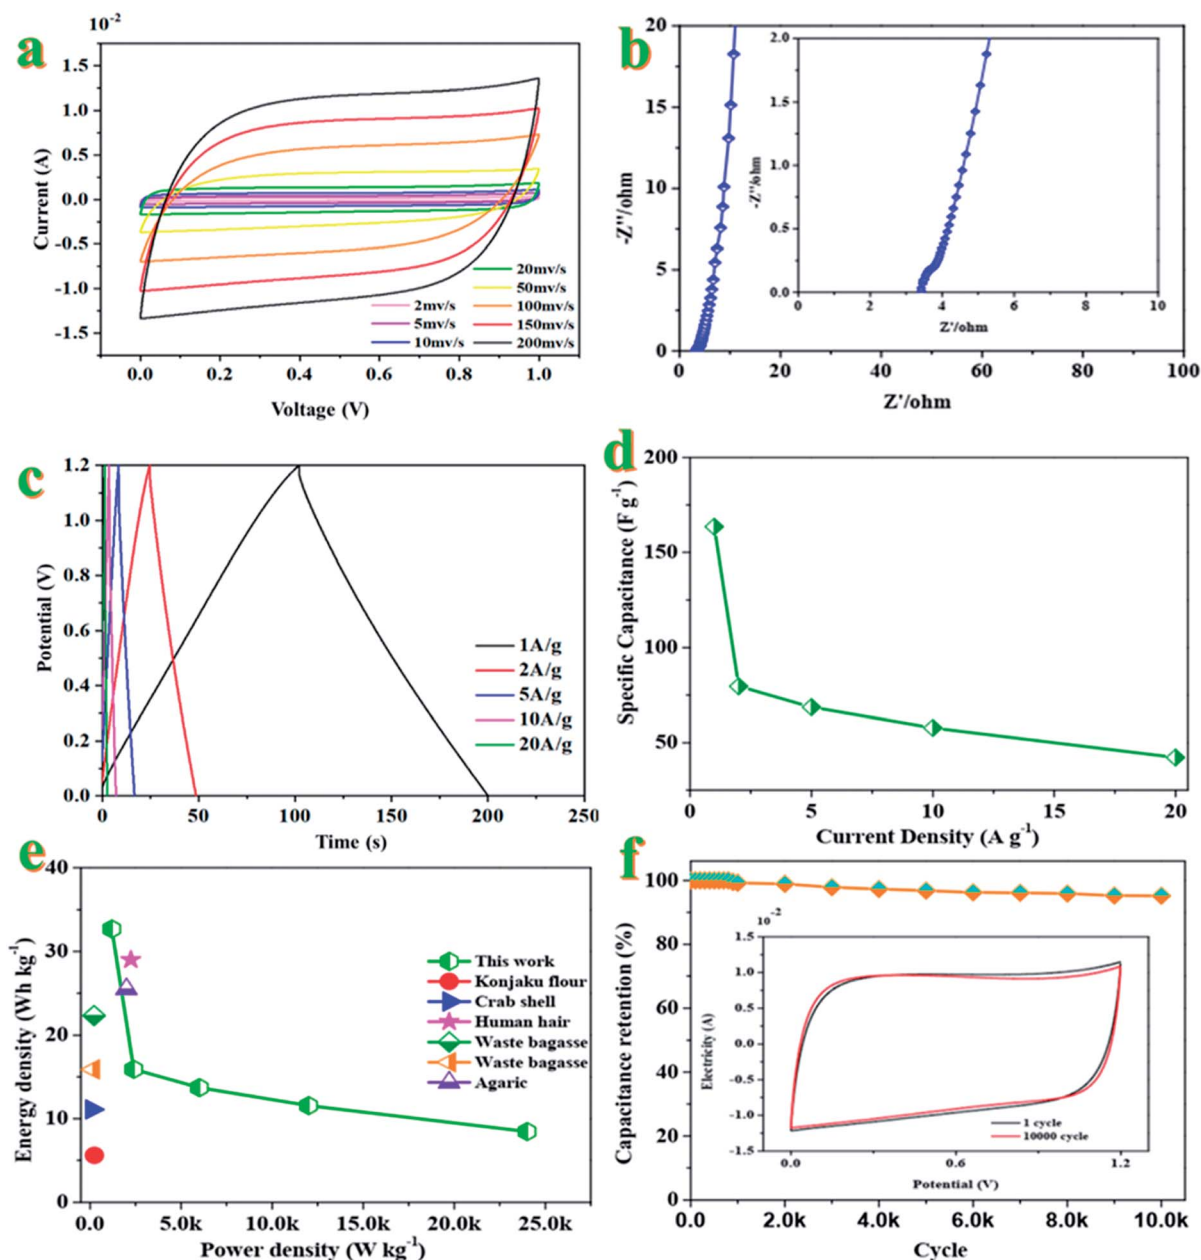 a
10⁻²
1.5
1.0
0.5
0.0
-0.5
-1.0
-1.5
Current (A)
20mv/s
50mv/s
2mv/s
100mv/s
5mv/s
150mv/s
10mv/s
200mv/s
0.0 0.2 0.4 0.6 0.8 1.0
Voltage (V)
b
20
15
10
5
0
-Z''/ohm
2.0
1.5
1.0
0.5
0.0
-Z''/ohm
0 2 4 6 8 10
Z'/ohm
0 20 40 60 80 100
Z'/ohm
c
1.2
1.0
0.8
0.6
0.4
0.2
0.0
Potential (V)
1A/g
2A/g
5A/g
10A/g
20A/g
0 50 100 150 200 250
Time (s)
d
200
150
100
50
Specific Capacitance (F g⁻¹)
0 5 10 15 20
Current Density (A g⁻¹)
e
40
30
20
10
0
Energy density (Wh kg⁻¹)
This work
Konjaku flour
Crab shell
Human hair
Waste bagasse
Waste bagasse
Agaric
0.0 5.0k 10.0k 15.0k 20.0k 25.0k
Power density (W kg⁻¹)
f
100
80
60
40
20
0
Capacitance retention (%)
10⁻²
1.5
1.0
0.5
0.0
-0.5
-1.0
-1.5
Electricity (A)
1 cycle
10000 cycle
0.0 0.6 1.2
Potential (V)
0.0 2.0k 4.0k 6.0k 8.0k 10.0k
Cycle